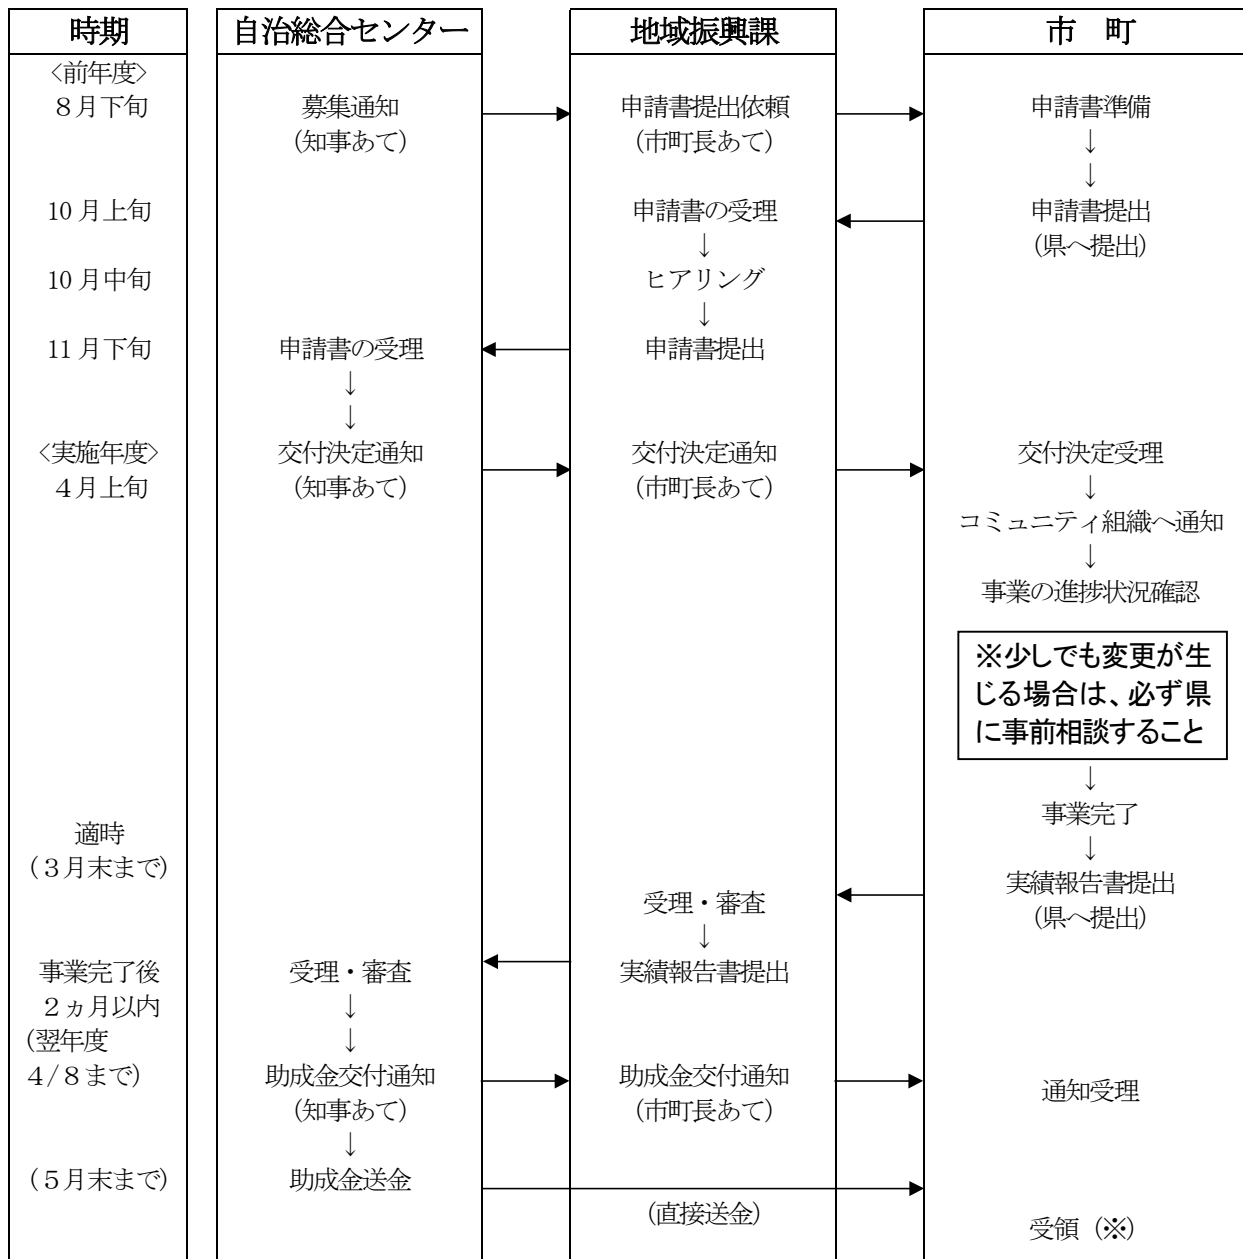 時期 自治総合センター 地域振興課 市 町
〈前年度〉
８月下旬 募集通知 申請書提出依頼 申請書準備
(知事あて) (市町長あて) ↓
↓
10月上旬 申請書の受理 申請書提出
↓ (県へ提出)
10月中旬 ヒアリング
↓
11月下旬 申請書の受理 申請書提出
↓
↓
〈実施年度〉 交付決定通知 交付決定通知 交付決定受理
４月上旬 (知事あて) (市町長あて) ↓
コミュニティ組織へ通知
↓
事業の進捗状況確認
※少しでも変更が生
じる場合は、必ず県
に事前相談すること
↓
事業完了
適時 ↓
(３月末まで) 実績報告書提出
受理・審査 (県へ提出)
↓
事業完了後 受理・審査 実績報告書提出
２ヵ月以内 ↓
(翌年度 ↓
４/８まで) 助成金交付通知 助成金交付通知 通知受理
(知事あて) (市町長あて)
↓
(５月末まで) 助成金送金
(直接送金) 受領（※）